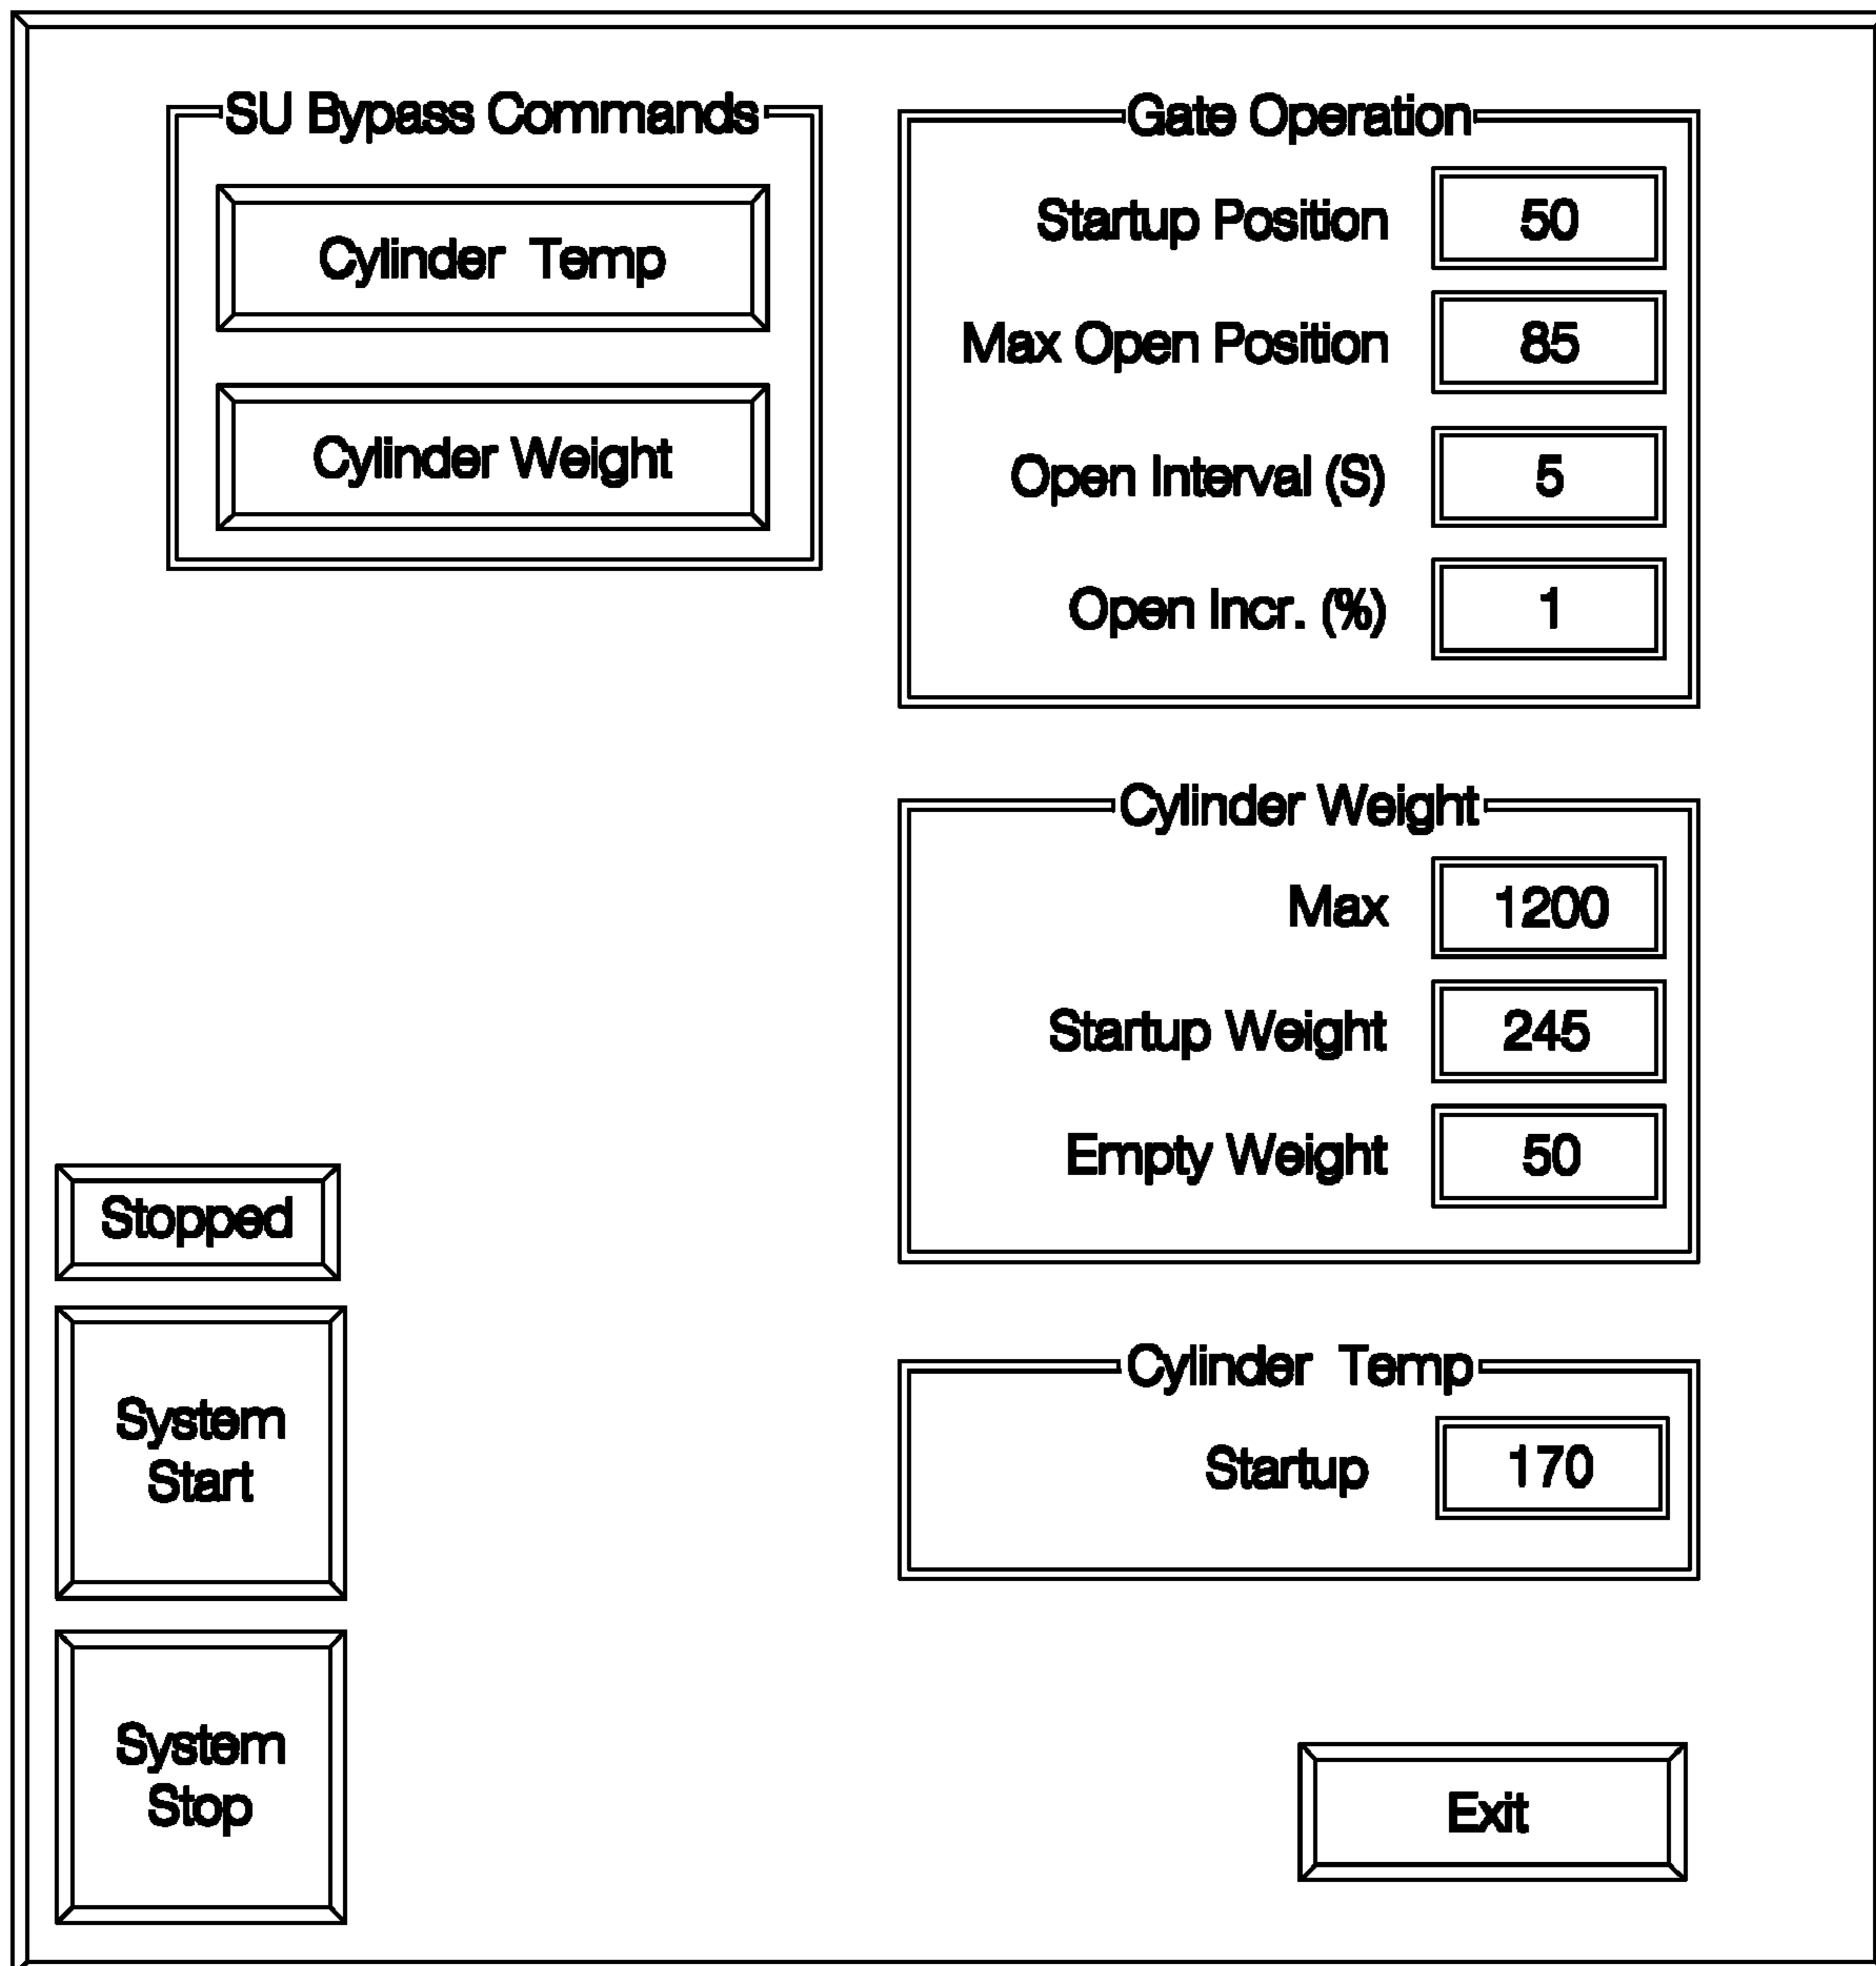 SU Bypass Commands
Cylinder Temp
Cylinder Weight
Gate Operation
Startup Position 50
Max Open Position 85
Open Interval (S) 5
Open Incr. (%) 1
Cylinder Weight
Max 1200
Startup Weight 245
Empty Weight 50
Cylinder Temp
Startup 170
Stopped
System
Start
System
Stop
Exit